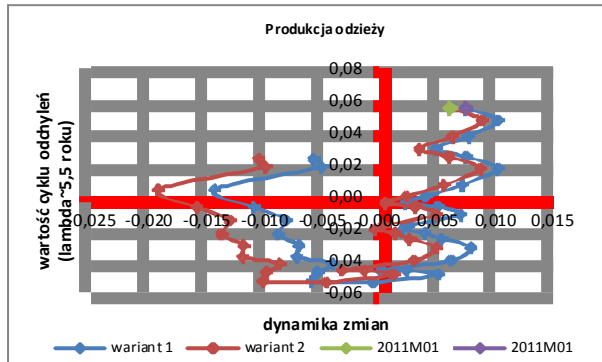 Produkcja odzieży
wartość cyklu oddchyleń
(lambda~5,5 roku)
0,08
0,06
0,04
0,02
0,00
-0,025 -0,020 -0,015 -0,010 -0,005 0,000 0,005 0,010 0,015
-0,02
-0,04
-0,06
dynamika zmian
wariant 1 wariant 2 2011M01 2011M01